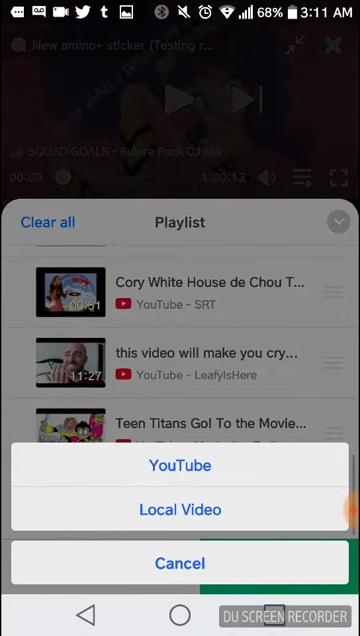 68% 3:11 AM
New amino+ sticker (Testing r...
SQUAD GOALS - Future Funk DJ Mix
00:00 1:00:13
Clear all Playlist
Cory White House de Chou T...
00:51 YouTube - SRT
this video will make you cry...
11:27 YouTube - LeafyIsHere
Teen Titans Go! To the Movie...
YouTube
Local Video
Cancel
DU SCREEN RECORDER